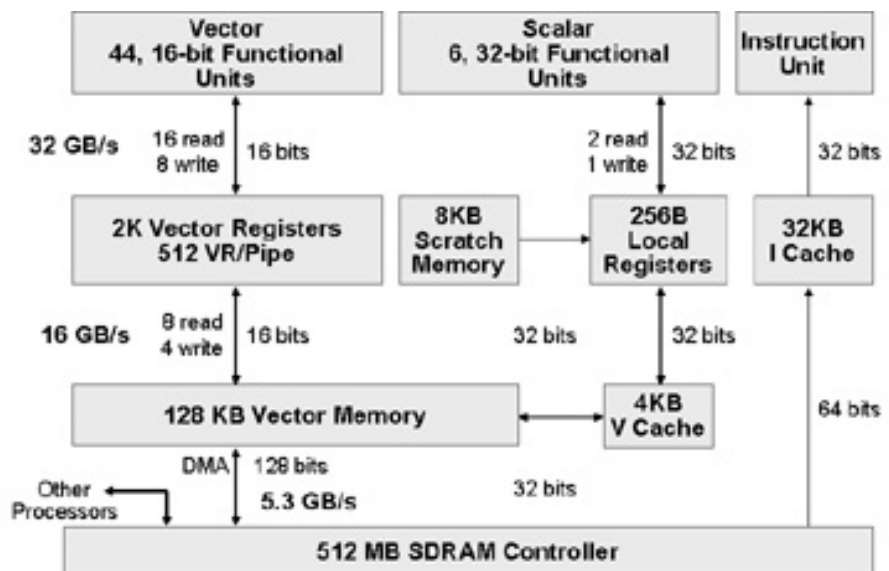 Vector
44, 16-bit Functional
Units
Scalar
6, 32-bit Functional
Units
Instruction
Unit
32 GB/s
16 read
8 write
16 bits
2 read
1 write
32 bits
32 bits
2K Vector Registers
512 VR/Pipe
8KB
Scratch
Memory
256B
Local
Registers
32KB
I Cache
16 GB/s
8 read
4 write
16 bits
32 bits
32 bits
128 KB Vector Memory
4KB
V Cache
64 bits
DMA
128 bits
5.3 GB/s
32 bits
Other
Processors
512 MB SDRAM Controller